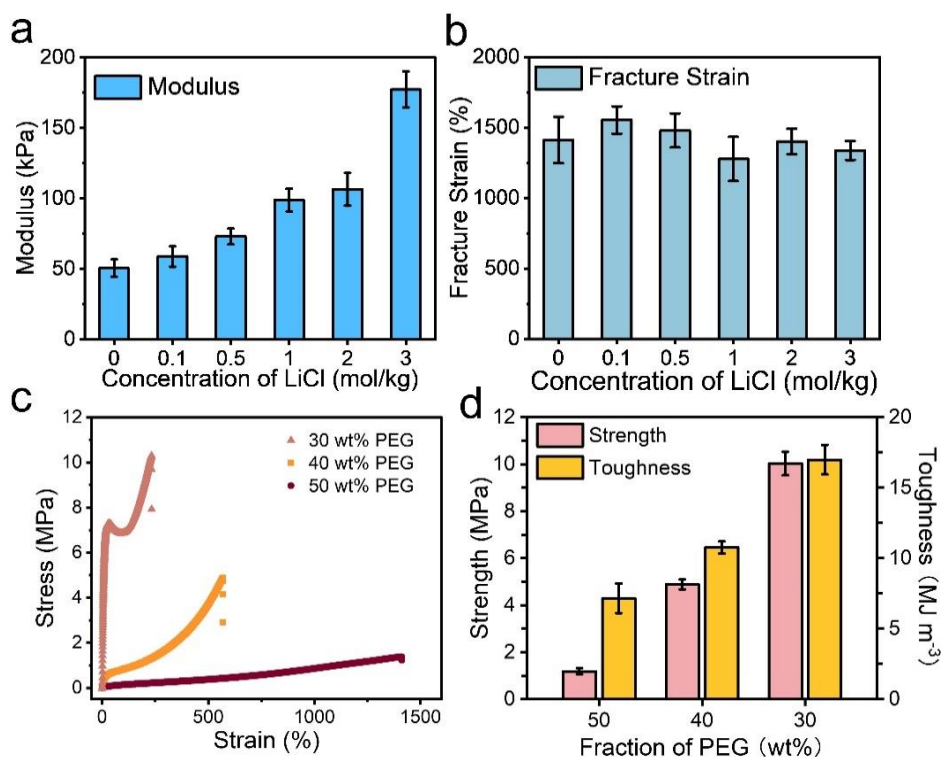 a
200
150
100
50
0
Modulus (kPa)
Modulus
0 0.1 0.5 1 2 3
Concentration of LiCl (mol/kg)
b
2000
1500
1000
500
0
Fracture Strain (%)
Fracture Strain
0 0.1 0.5 1 2 3
Concentration of LiCl (mol/kg)
c
12
10
8
6
4
2
0
Stress (MPa)
30 wt% PEG
40 wt% PEG
50 wt% PEG
0 500 1000 1500
Strain (%)
d
12
10
8
6
4
2
0
Strength (MPa)
Strength
Toughness
20
15
10
5
0
Toughness (MJ m⁻³)
50 40 30
Fraction of PEG (wt%)